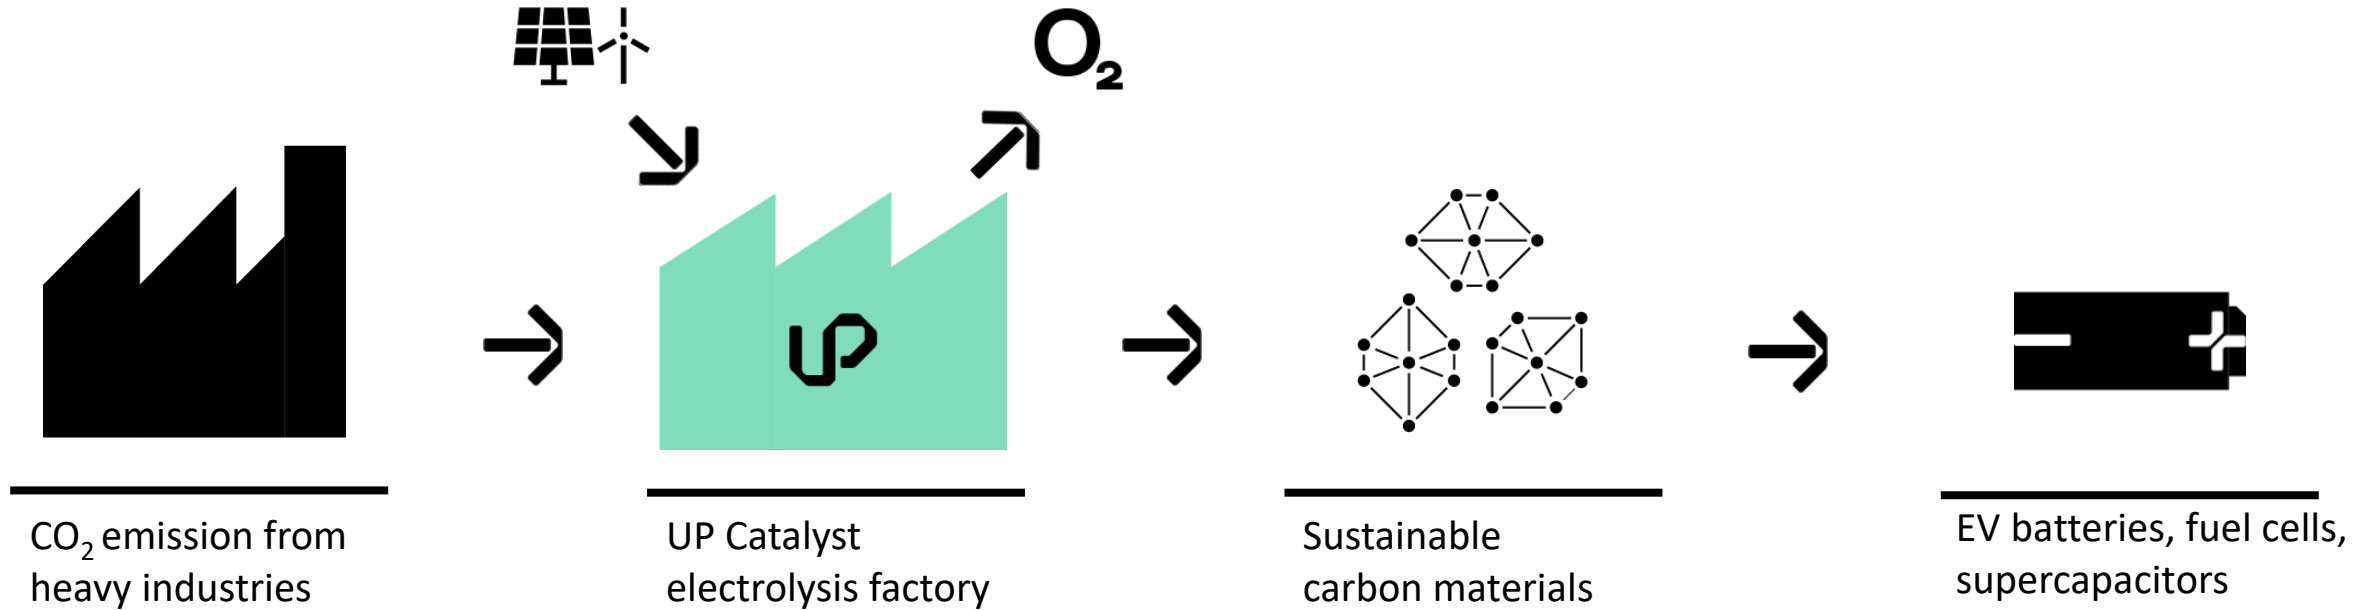 O₂
UP
CO₂ emission from
heavy industries
UP Catalyst
electrolysis factory
Sustainable
carbon materials
EV batteries, fuel cells,
supercapacitors